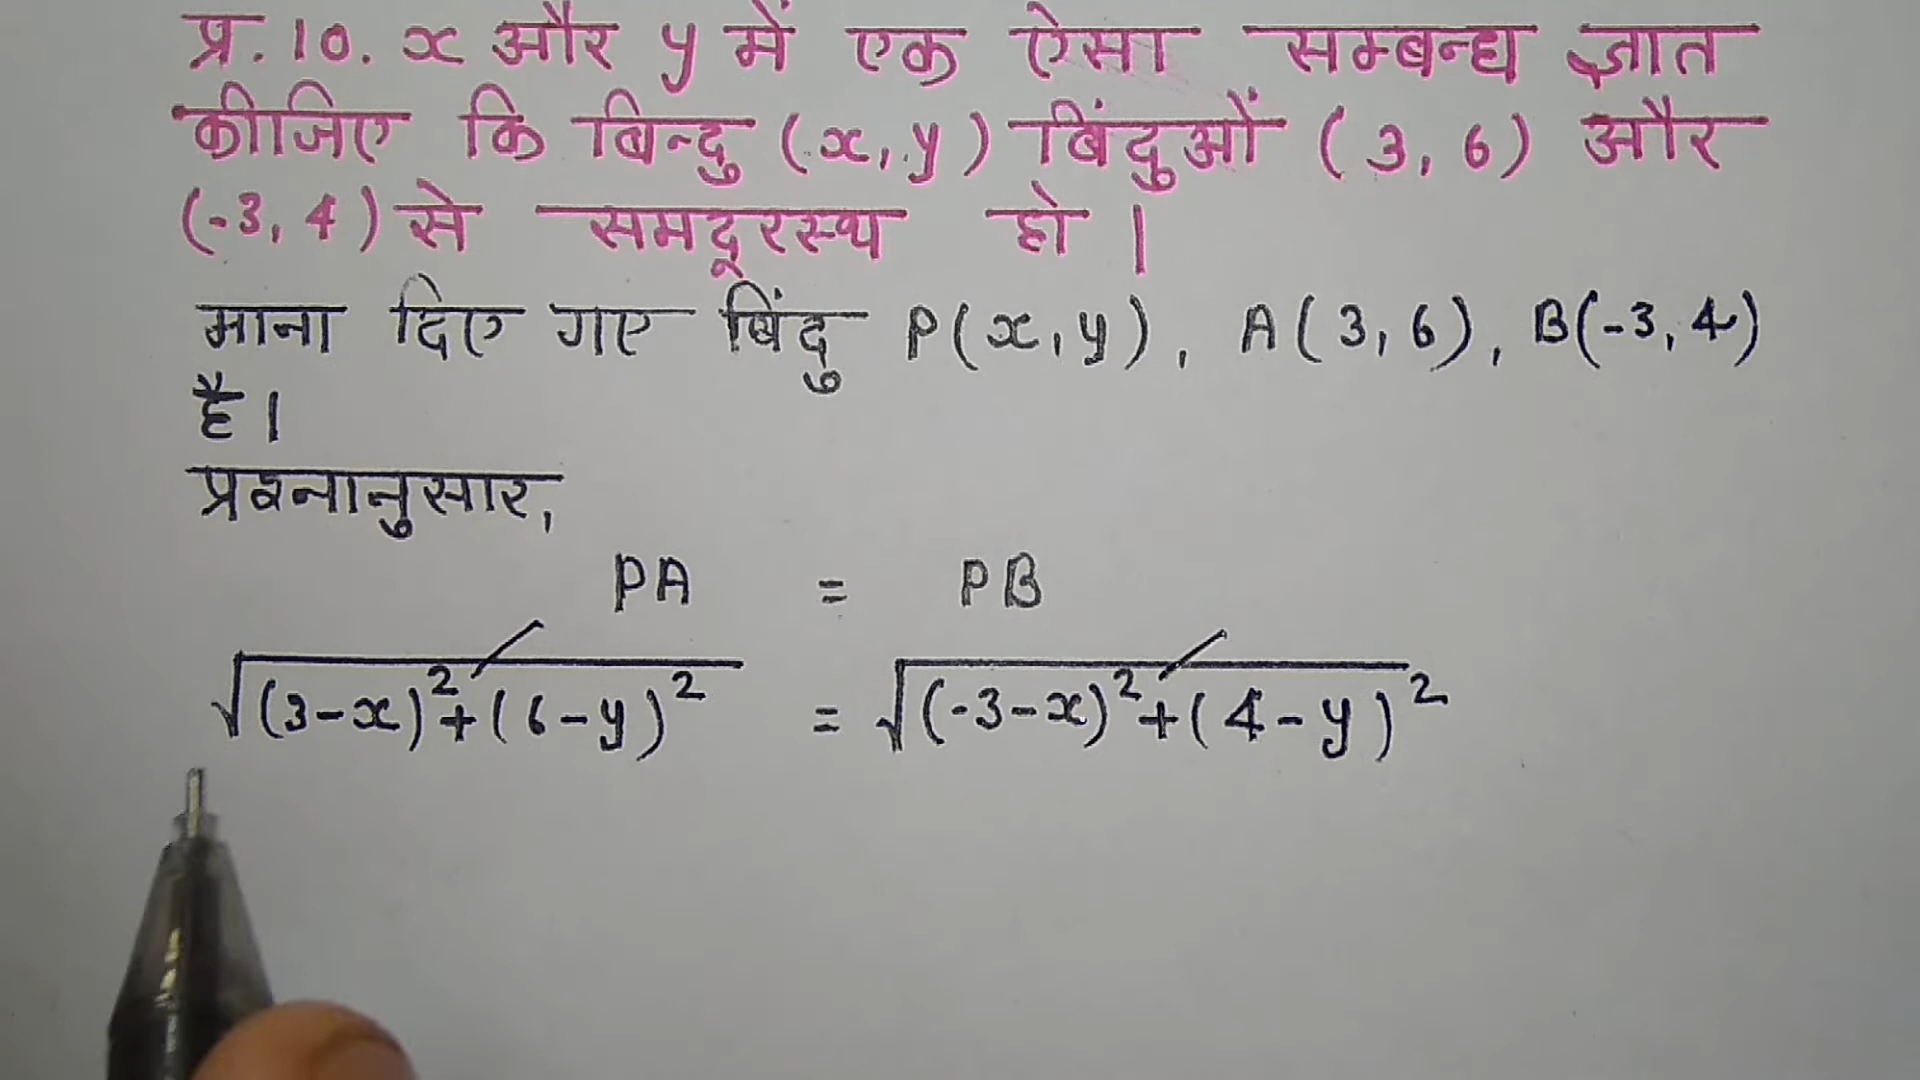 प्र. 10. x और y में एक ऐसा सम्बन्ध ज्ञात
कीजिए कि बिन्दु (x, y) बिंदुओं (3, 6) और
(-3, 4) से समदूरस्थ हो।
माना दिए गए बिंदु P(x, y), A(3, 6), B(-3, 4)
है।
प्रश्नानुसार,
PA = PB
√(3-x)²+(6-y)² = √(-3-x)²+(4-y)²